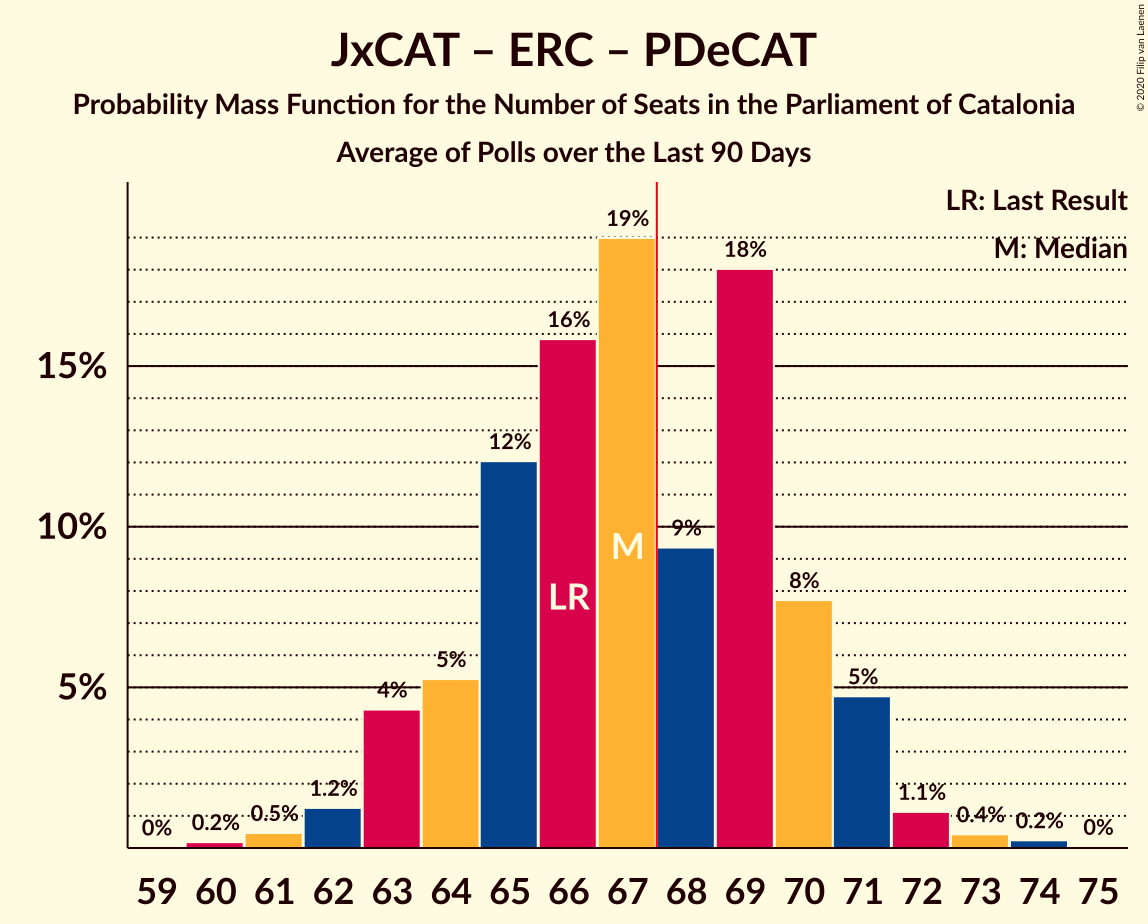 JxCAT – ERC – PDeCAT
Probability Mass Function for the Number of Seats in the Parliament of Catalonia
Average of Polls over the Last 90 Days
© 2020 Filip van Laenen
LR: Last Result
M: Median
19%
18%
16%
15%
12%
10%
9%
M
8%
LR
5%
5%
5%
4%
1.2%
1.1%
0%
0.2%
0.5%
0.4%
0.2%
0%
59 60 61 62 63 64 65 66 67 68 69 70 71 72 73 74 75